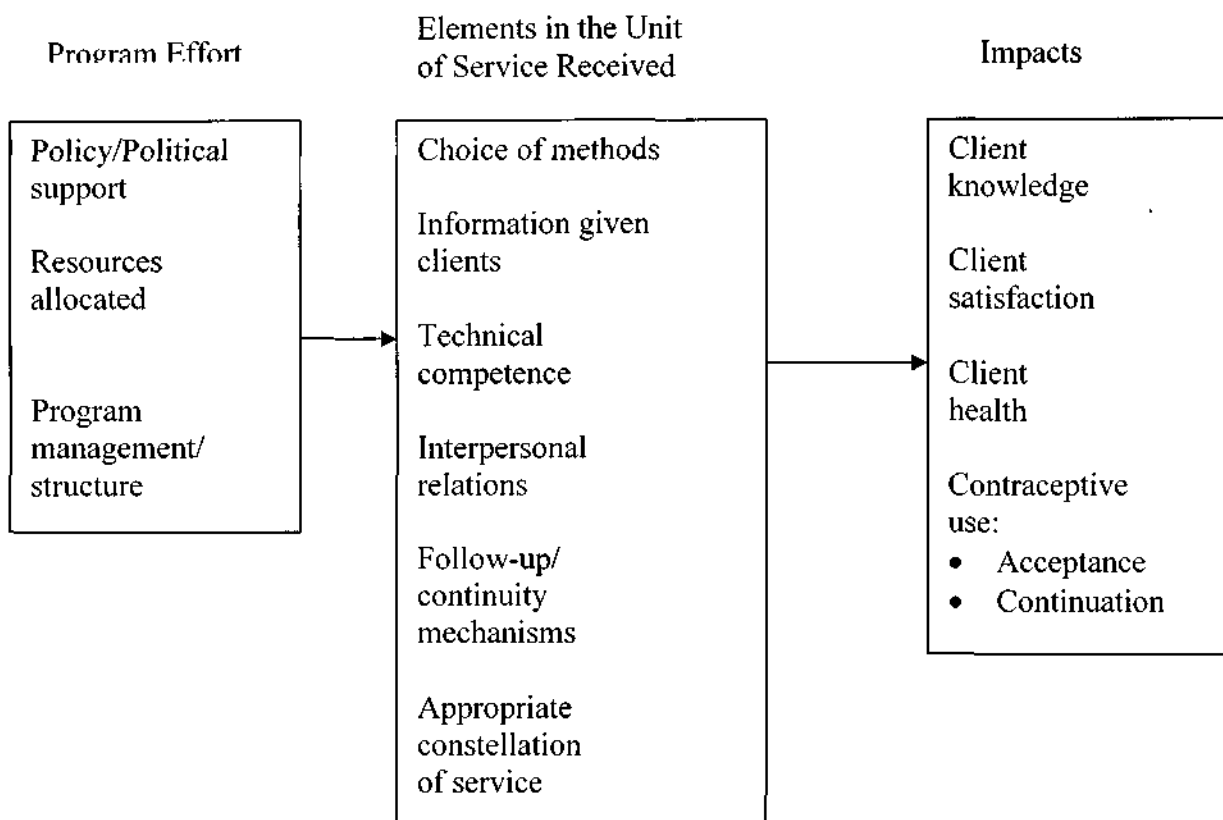 Program Effort
Elements in the Unit
of Service Received
Impacts
Policy/Political
support
Resources
allocated
Program
management/
structure
Choice of methods
Information given
clients
Technical
competence
Interpersonal
relations
Follow-up/
continuity
mechanisms
Appropriate
constellation
of service
Client
knowledge
Client
satisfaction
Client
health
Contraceptive
use:
• Acceptance
• Continuation